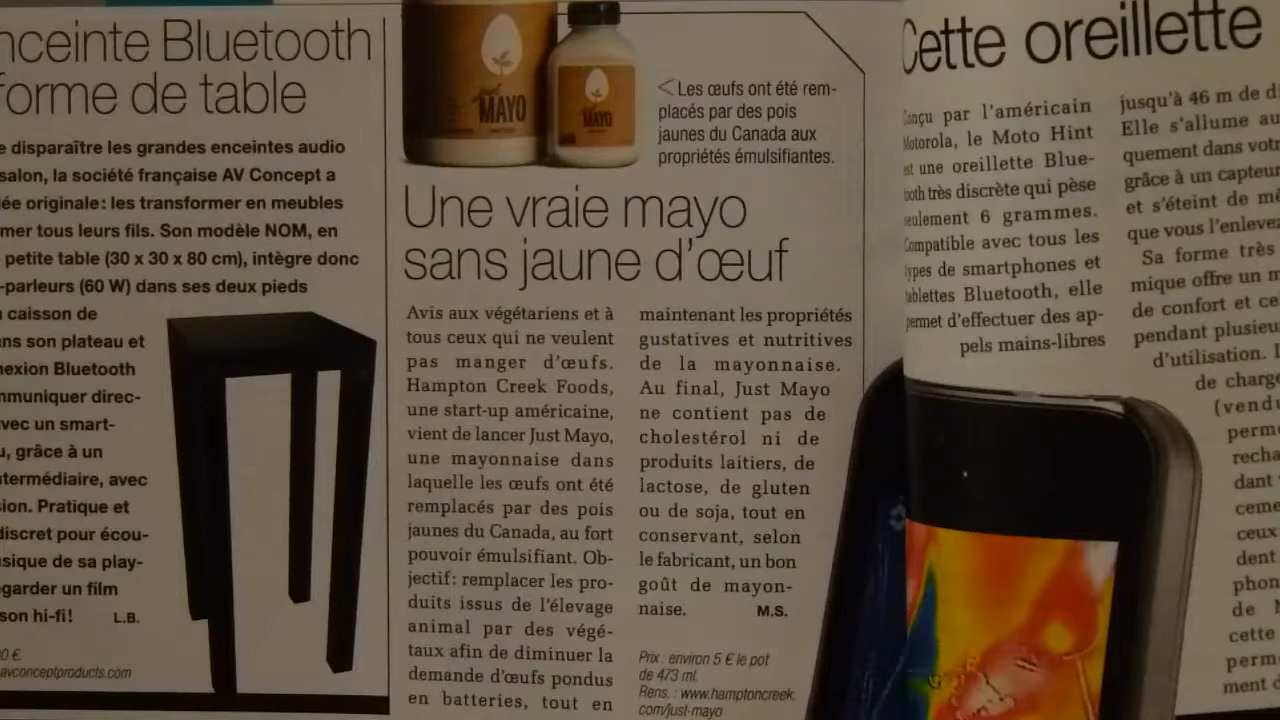 nceinte Bluetooth
forme de table
e disparaître les grandes enceintes audio
salon, la société française AV Concept a
ée originale : les transformer en meubles
mer tous leurs fils. Son modèle NOM, en
petite table (30 x 30 x 80 cm), intègre donc
-parleurs (60 W) dans ses deux pieds
caisson de
ns son plateau et
nexion Bluetooth
mmuniquer direc-
vec un smart-
u, grâce à un
ntermédiaire, avec
sion. Pratique et
discret pour écou-
usique de sa play-
egarder un film
son hi-fi !
L.B.
0 €
avconceptproducts.com
just
MAYO
just
MAYO
< Les œufs ont été rem-
placés par des pois
jaunes du Canada aux
propriétés émulsifiantes.
Une vraie mayo
sans jaune d'œuf
Avis aux végétariens et à
tous ceux qui ne veulent
pas manger d'œufs.
Hampton Creek Foods,
une start-up américaine,
vient de lancer Just Mayo,
une mayonnaise dans
laquelle les œufs ont été
remplacés par des pois
jaunes du Canada, au fort
pouvoir émulsifiant. Ob-
jectif : remplacer les pro-
duits issus de l'élevage
animal par des végé-
taux afin de diminuer la
demande d'œufs pondus
en batteries, tout en
maintenant les propriétés
gustatives et nutritives
de la mayonnaise.
Au final, Just Mayo
ne contient pas de
cholestérol ni de
produits laitiers, de
lactose, de gluten
ou de soja, tout en
conservant, selon
le fabricant, un bon
goût de mayon-
naise.
M.S.
Prix : environ 5 € le pot
de 473 ml.
Rens. : www.hamptoncreek.
com/just-mayo
Cette oreillette
Conçu par l'américain
Motorola, le Moto Hint
est une oreillette Blue-
tooth très discrète qui pèse
seulement 6 grammes.
Compatible avec tous les
types de smartphones et
tablettes Bluetooth, elle
permet d'effectuer des ap-
pels mains-libres
jusqu'à 46 m de di
Elle s'allume au
quement dans votr
grâce à un capteur
et s'éteint de mê
que vous l'enlevez
Sa forme très
mique offre un m
de confort et ce
pendant plusieu
d'utilisation. L
de charge
(vendu
perme
recha
dant
ceme
ceux
dent
phon
de
cette
perm
ment d